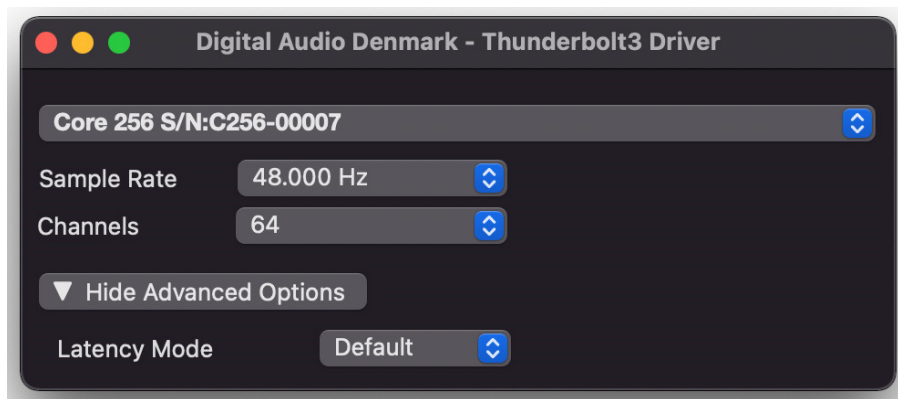 Digital Audio Denmark - Thunderbolt3 Driver
Core 256 S/N:C256-00007
Sample Rate 48.000 Hz
Channels 64
▼ Hide Advanced Options
Latency Mode Default